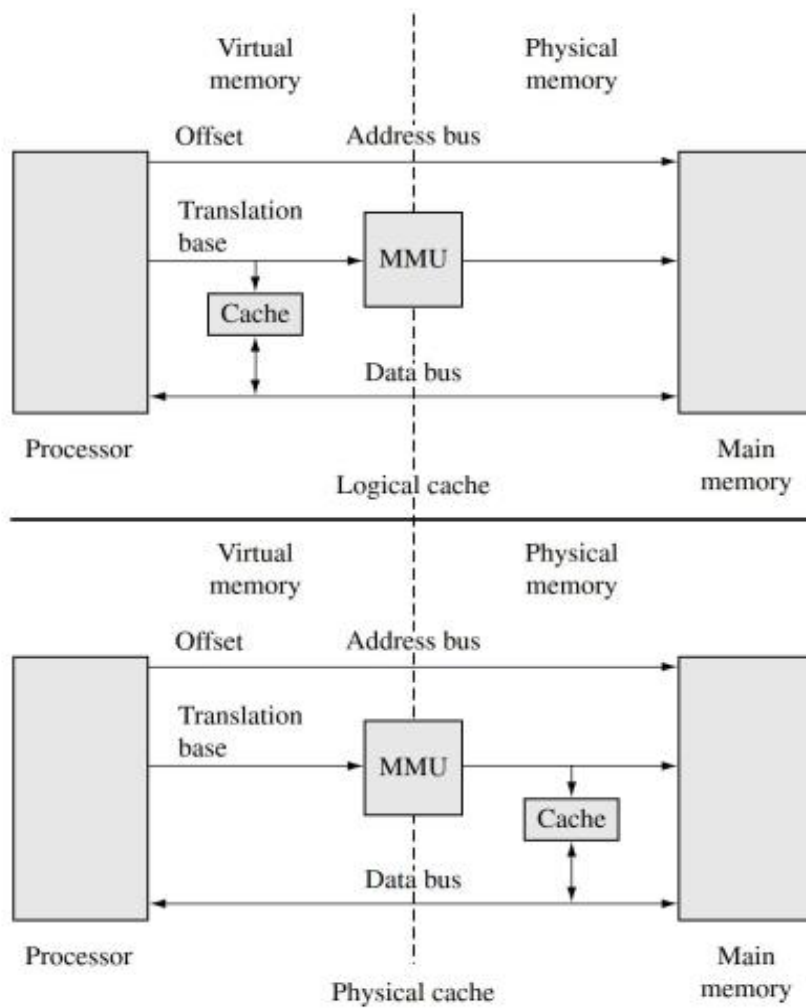 Virtual
memory
Physical
memory
Offset
Address bus
Translation
base
MMU
Cache
Data bus
Processor
Main
memory
Logical cache
Virtual
memory
Physical
memory
Offset
Address bus
Translation
base
MMU
Cache
Data bus
Processor
Main
memory
Physical cache